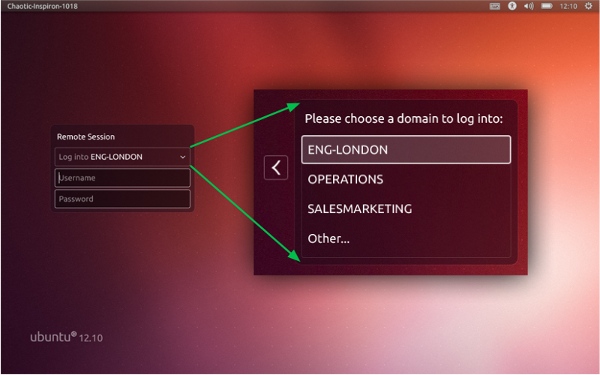 Chaotic-Inspiron-1018
12:10
Remote Session
Log into ENG-LONDON
Username
Password
Please choose a domain to log into:
ENG-LONDON
OPERATIONS
SALESMARKETING
Other...
ubuntu® 12.10